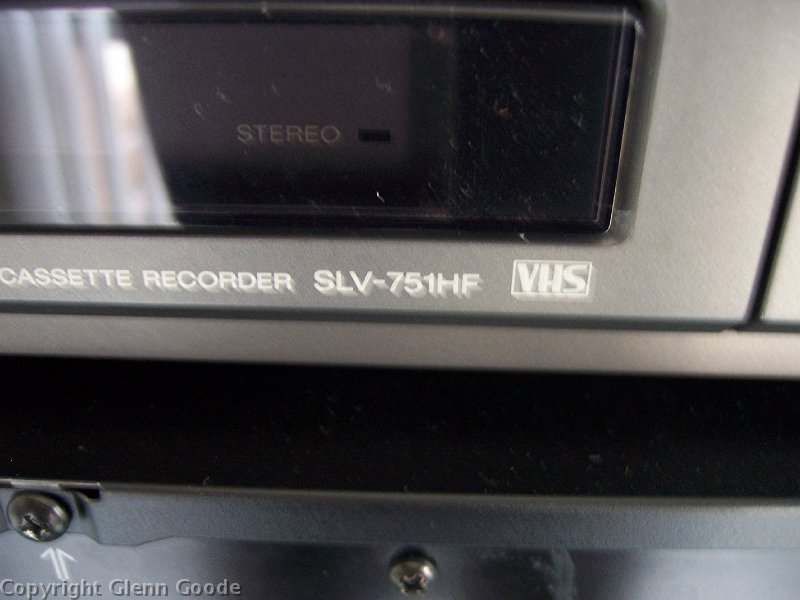 STEREO
CASSETTE RECORDER SLV-751HF VHS
Copyright Glenn Goode